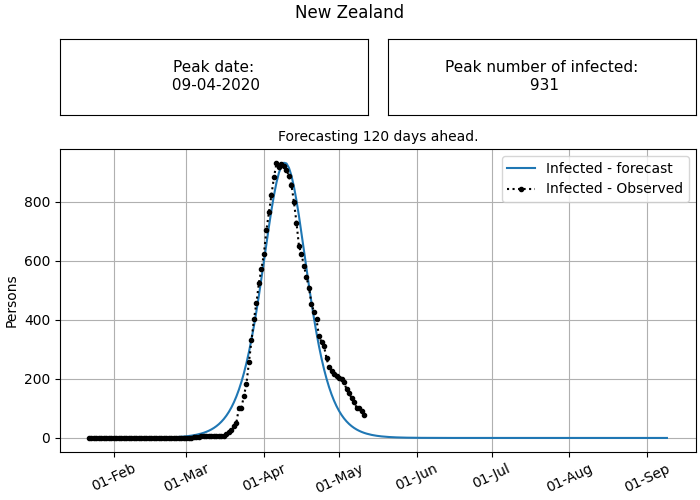 New Zealand
Peak date:
09-04-2020
Peak number of infected:
931
Forecasting 120 days ahead.
Infected - forecast
Infected - Observed
Persons
800
600
400
200
0
01-Feb
01-Mar
01-Apr
01-May
01-Jun
01-Jul
01-Aug
01-Sep